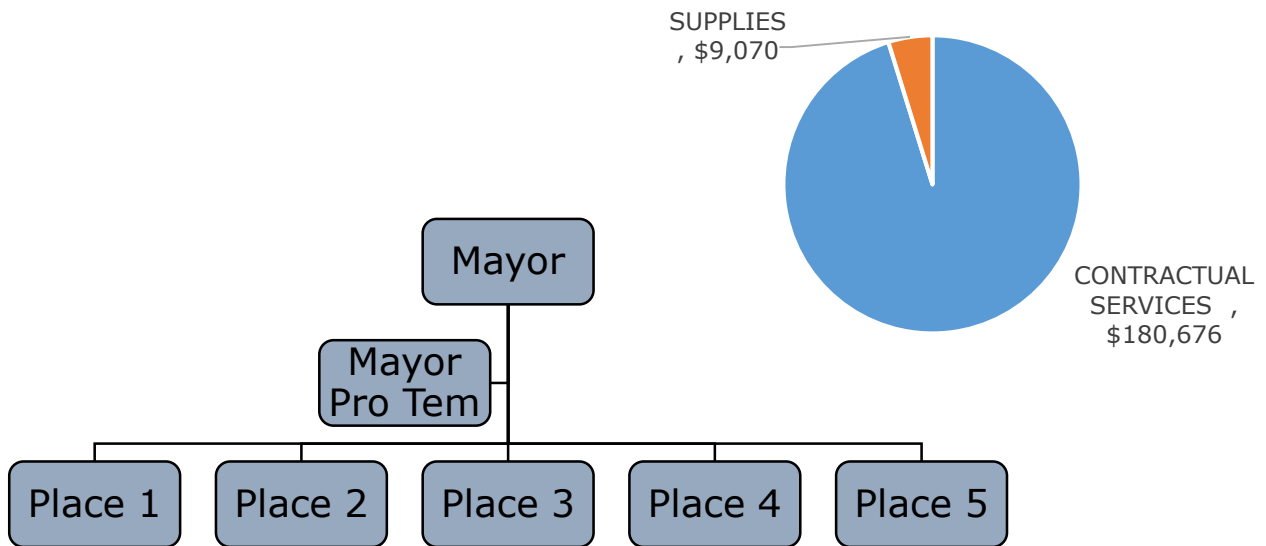 SUPPLIES
, $9,070
CONTRACTUAL
SERVICES  ,
$180,676
Mayor
Mayor
Pro Tem
Place 1
Place 2
Place 3
Place 4
Place 5